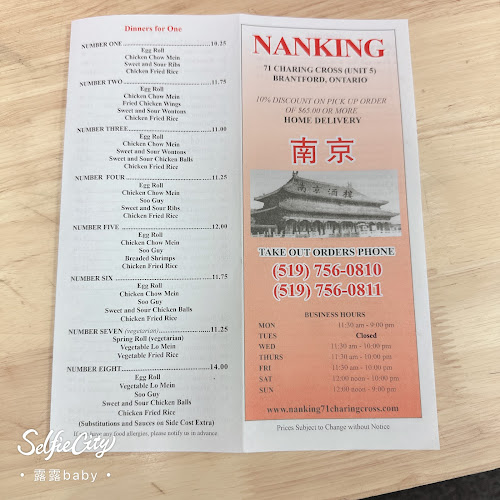 Dinners for One
NUMBER ONE 10.25
Egg Roll
Chicken Chow Mein
Sweet and Sour Ribs
Chicken Fried Rice
NUMBER TWO 11.75
Egg Roll
Chicken Chow Mein
Fried Chicken Wings
Sweet and Sour Wontons
Chicken Fried Rice
NUMBER THREE 11.00
Egg Roll
Chicken Chow Mein
Sweet and Sour Wontons
Sweet and Sour Chicken Balls
Chicken Fried Rice
NUMBER FOUR 11.25
Egg Roll
Chicken Chow Mein
Soo Guy
Sweet and Sour Ribs
Chicken Fried Rice
NUMBER FIVE 12.00
Egg Roll
Chicken Chow Mein
Soo Guy
Breaded Shrimps
Chicken Fried Rice
NUMBER SIX 11.75
Egg Roll
Chicken Chow Mein
Soo Guy
Sweet and Sour Chicken Balls
Chicken Fried Rice
NUMBER SEVEN (vegetarian) 11.25
Spring Roll (vegetarian)
Vegetable Lo Mein
Vegetable Fried Rice
NUMBER EIGHT 14.00
Egg Roll
Chicken Lo Mein
Soo Guy
Sweet and Sour Chicken Balls
Chicken Fried Rice
(Substitutions and Sauces on Side Cost Extra)
have any food allergies, please notify us in advance.
NANKING
71 CHARING CROSS (UNIT 5)
BRANTFORD, ONTARIO
10% DISCOUNT ON PICK UP ORDER
OF $65.00 OR MORE
HOME DELIVERY
南京
南京酒樓
TAKE OUT ORDERS PHONE
(519) 756-0810
(519) 756-0811
BUSINESS HOURS
MON 11:30 am - 9:00 pm
TUES Closed
WED 11:30 am - 10:00 pm
THURS 11:30 am - 10:00 pm
FRI 11:30 am - 10:00 pm
SAT 12:00 noon - 10:00 pm
SUN 12:00 noon - 9:00 pm
www.nanking71charingcross.com
Prices Subject to Change without Notice
SelfieCity
• 露露baby •